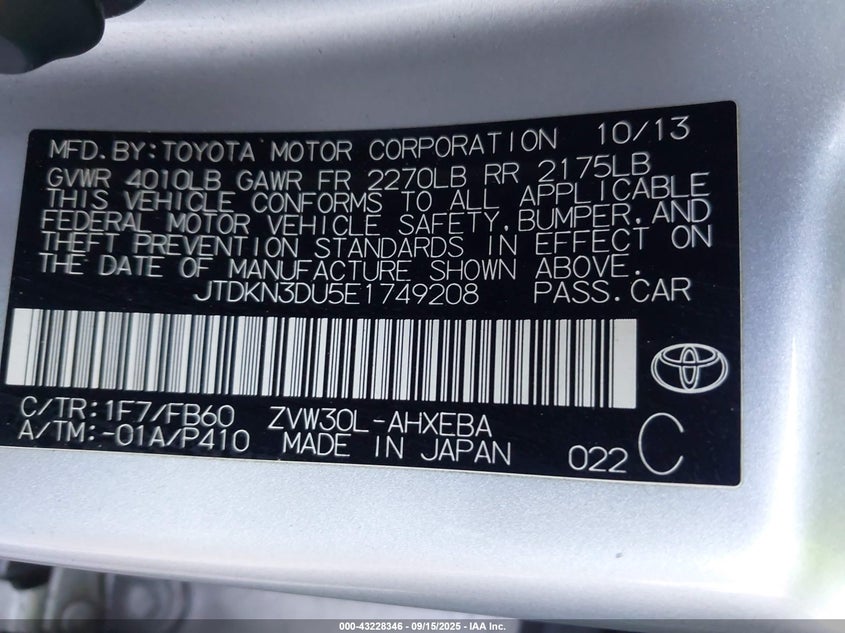 MFD. BY: TOYOTA MOTOR CORPORATION 10/13
GVWR 4010LB GAWR FR 2270LB RR 2175LB
THIS VEHICLE CONFORMS TO ALL APPLICABLE
FEDERAL MOTOR VEHICLE SAFETY, BUMPER, AND
THEFT PREVENTION STANDARDS IN EFFECT ON
THE DATE OF MANUFACTURE SHOWN ABOVE.
JTDKN3DU5E1749208 PASS. CAR
C/TR: 1F7/FB60 ZVW30L-AHXEBA
A/TM: -01A/P410 MADE IN JAPAN
022 C
000-43228346 - 09/15/2025 - IAA Inc.